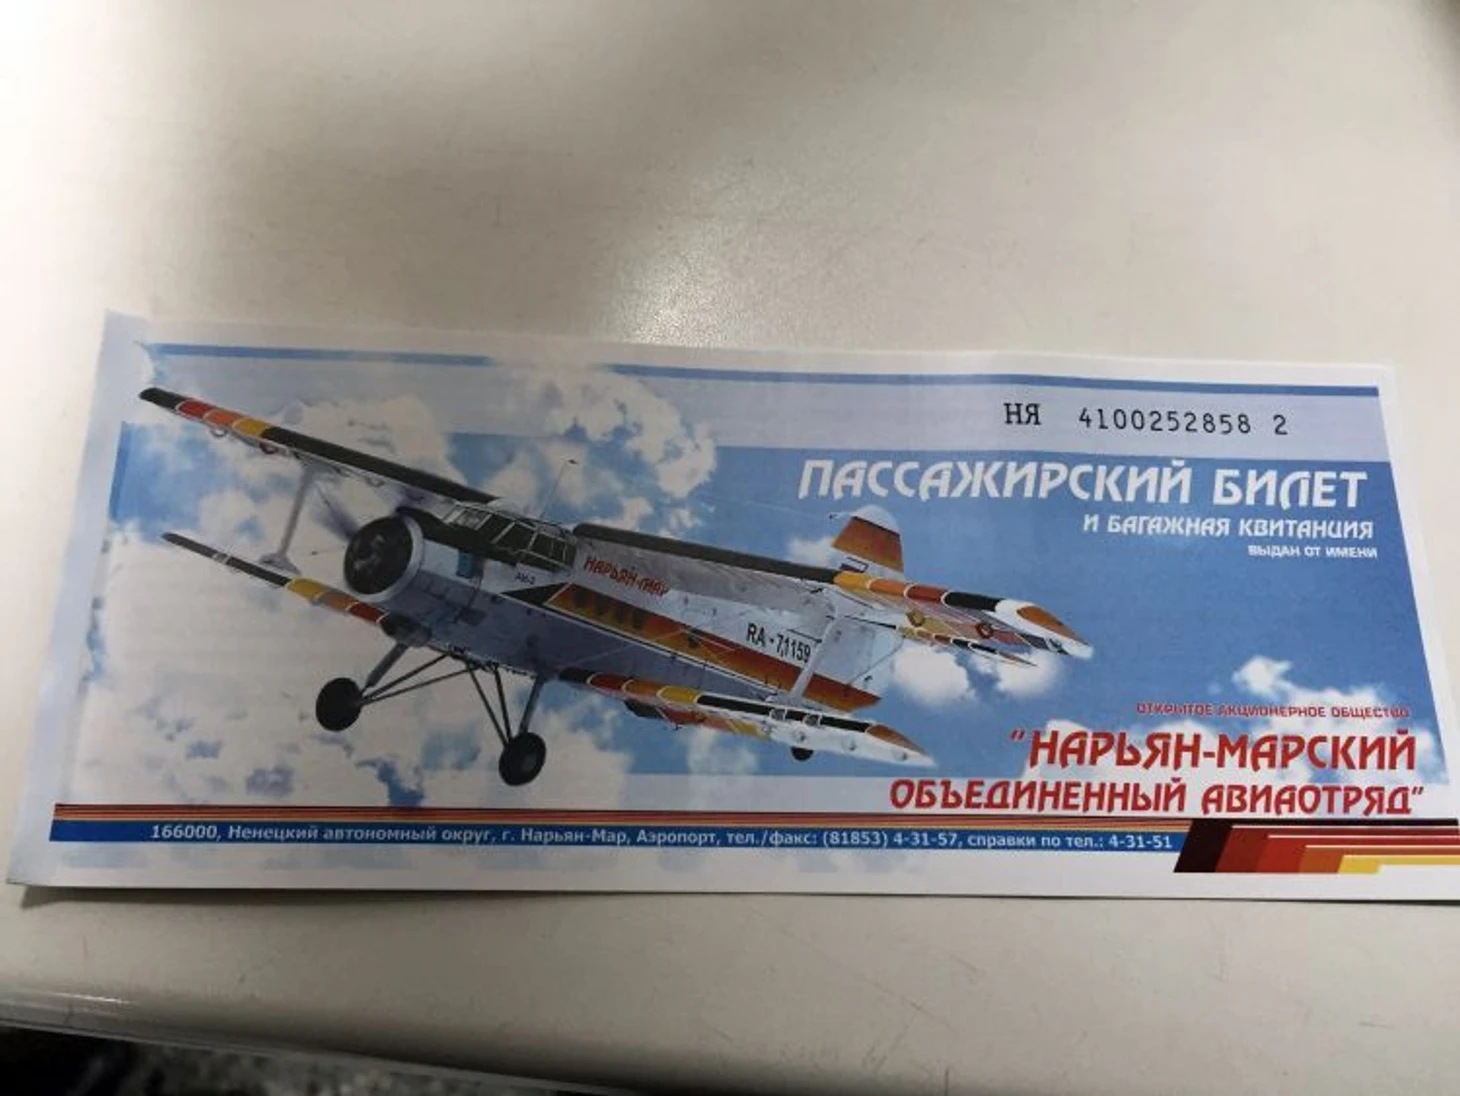 НЯ 4100252858 2
ПАССАЖИРСКИЙ БИЛЕТ
И БАГАЖНАЯ КВИТАНЦИЯ
ВЫДАН ОТ ИМЕНИ
НАРЬЯН-МАР
RA-71159
ОТКРЫТОЕ АКЦИОНЕРНОЕ ОБЩЕСТВО
"НАРЬЯН-МАРСКИЙ
ОБЪЕДИНЕННЫЙ АВИАОТРЯД"
166000, Ненецкий автономный округ, г. Нарьян-Мар, Аэропорт, тел./факс: (81853) 4-31-57, справки по тел.: 4-31-51